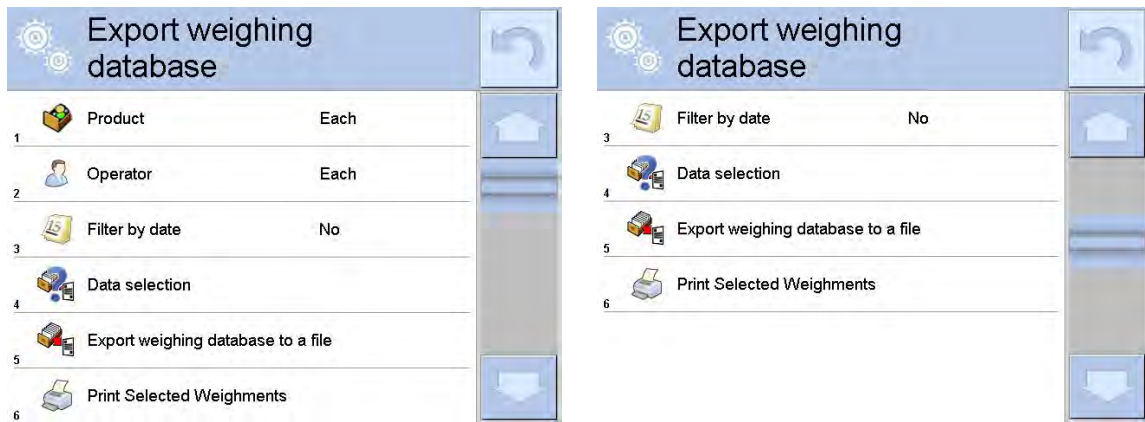 Export weighing
database
1 Product Each
2 Operator Each
15
3 Filter by date No
4 Data selection
5 Export weighing database to a file
6 Print Selected Weighments
Export weighing
database
15
3 Filter by date No
4 Data selection
5 Export weighing database to a file
6 Print Selected Weighments